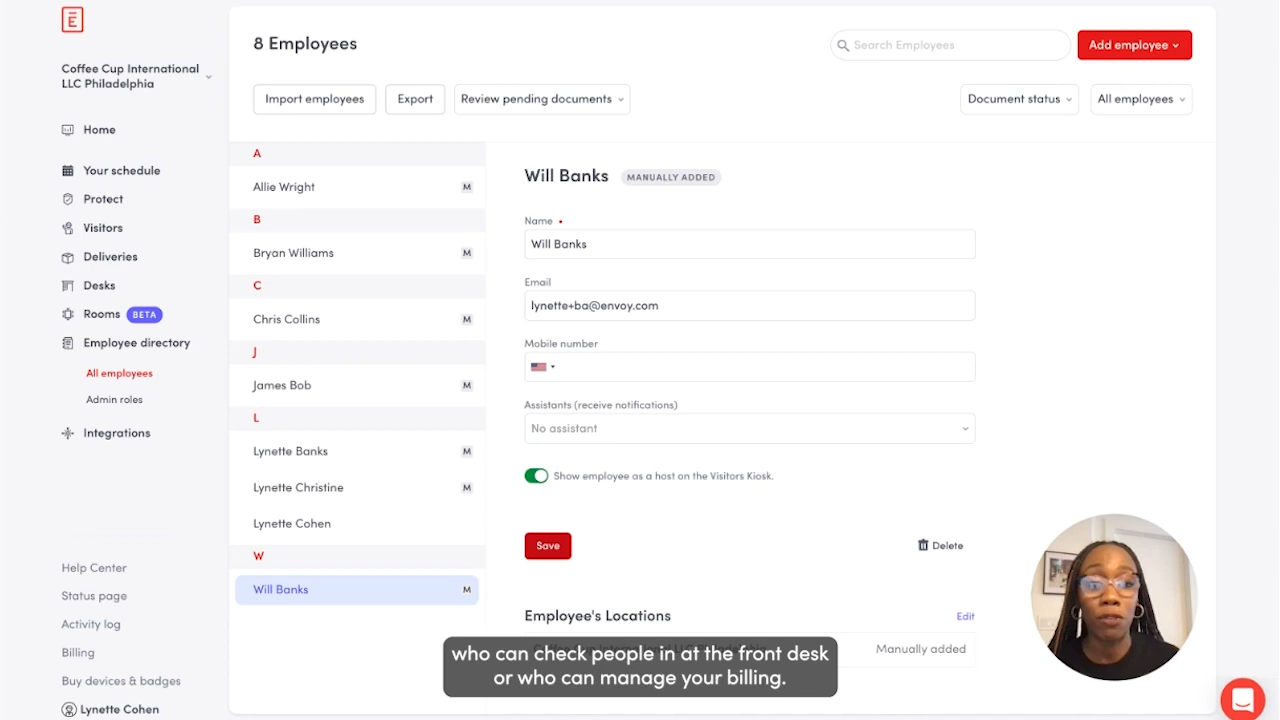 Coffee Cup International
LLC Philadelphia
Home
Your schedule
Protect
Visitors
Deliveries
Desks
Rooms BETA
Employee directory
All employees
Admin roles
Integrations
Help Center
Status page
Activity log
Billing
Buy devices & badges
Lynette Cohen
8 Employees
Search Employees
Add employee
Import employees
Export
Review pending documents
Document status
All employees
A
Allie Wright M
B
Bryan Williams M
C
Chris Collins M
J
James Bob M
L
Lynette Banks M
Lynette Christine M
Lynette Cohen
W
Will Banks M
Will Banks MANUALLY ADDED
Name
Will Banks
Email
lynette+ba@envoy.com
Mobile number
Assistants (receive notifications)
No assistant
Show employee as a host on the Visitors Kiosk.
Save
Delete
Employee's Locations
Edit
Manually added
who can check people in at the front desk
or who can manage your billing.